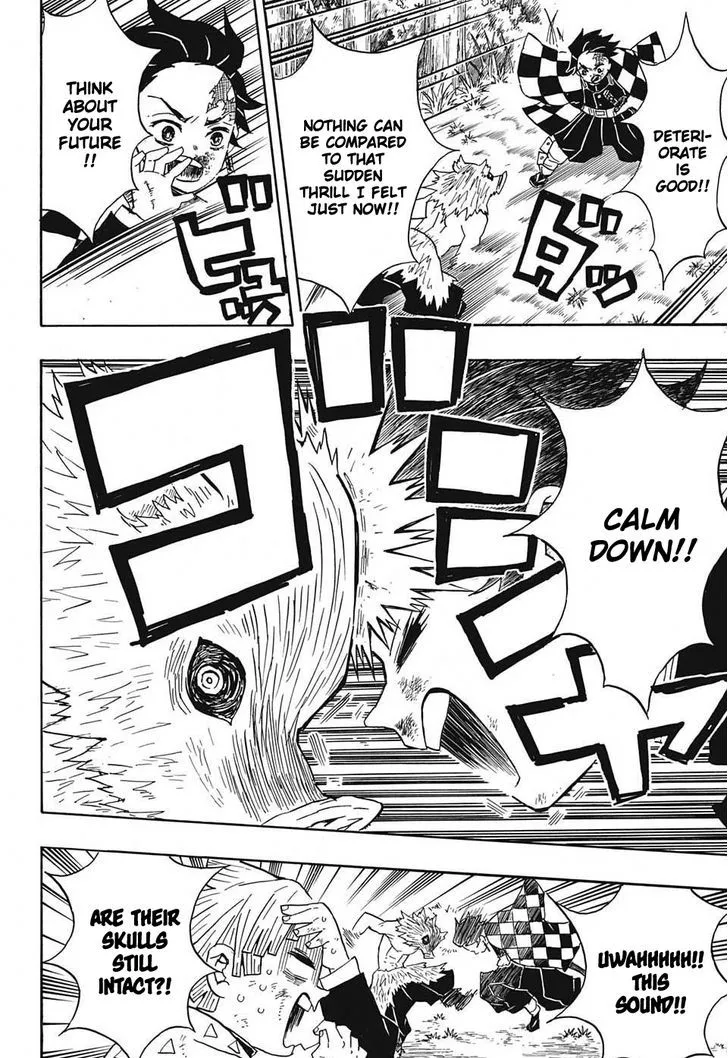 DETERI-
ORATE
IS
GOOD!!
NOTHING CAN
BE COMPARED
TO THAT
SUDDEN
THRILL I FELT
JUST NOW!!
THINK
ABOUT
YOUR
FUTURE
!!
CALM
DOWN!!
UWAHHHHH!!
THIS
SOUND!!
ARE THEIR
SKULLS
STILL
INTACT?!